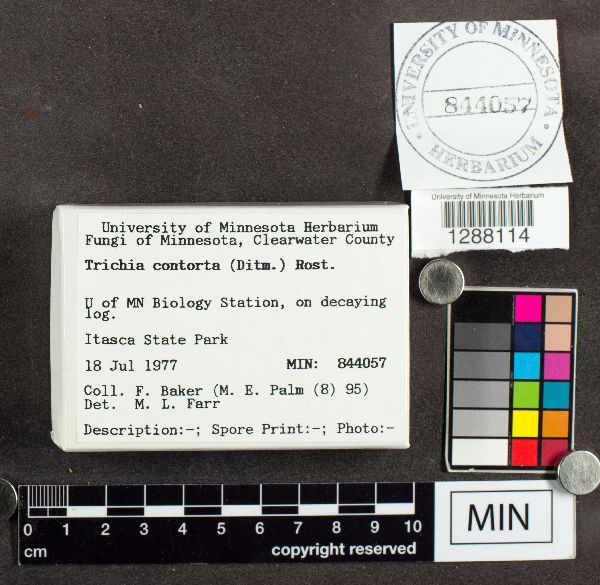 UNIVERSITY OF MINNESOTA
844057
HERBARIUM
University of Minnesota Herbarium
1288114
University of Minnesota Herbarium
Fungi of Minnesota, Clearwater County
Trichia contorta (Ditm.) Rost.
U of MN Biology Station, on decaying
log.
Itasca State Park
18 Jul 1977 MIN: 844057
Coll. F. Baker (M. E. Palm (8) 95)
Det. M. L. Farr
Description:-; Spore Print:-; Photo:-
0 1 2 3 4 5 6 7 8 9 10
cm copyright reserved
MIN